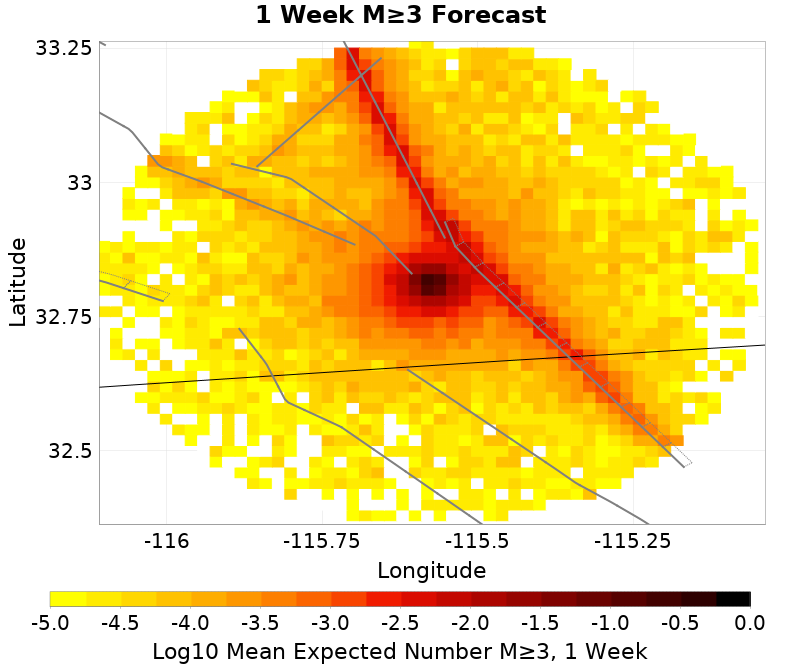 1 Week M≥3 Forecast
33.25
33
32.75
32.5
Latitude
-116 -115.75 -115.5 -115.25
Longitude
-5.0 -4.5 -4.0 -3.5 -3.0 -2.5 -2.0 -1.5 -1.0 -0.5 0.0
Log10 Mean Expected Number M≥3, 1 Week